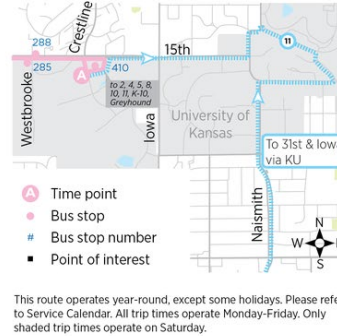 288
Crestline
15th
11
285
A
410
Westbrooke
to 2, 4, 5, 8,
10, 11, K-10,
Greyhound
Iowa
University of
Kansas
To 31st & Iowa
via KU
Naismith
A Time point
Bus stop
# Bus stop number
Point of interest
N
W
S
This route operates year-round, except some holidays. Please refe
to Service Calendar. All trip times operate Monday-Friday. Only
shaded trip times operate on Saturday.